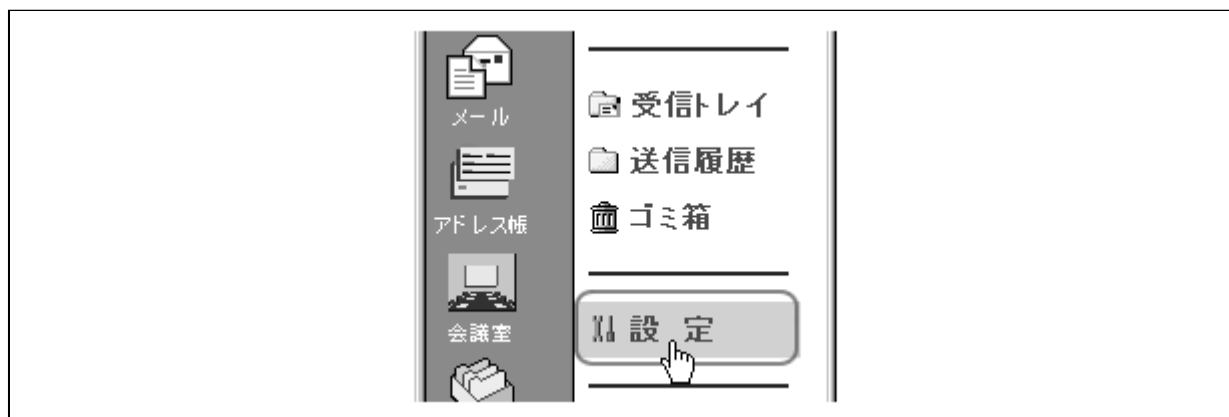 メール
アドレス帳
会議室
受信トレイ
送信履歴
ゴミ箱
設 定